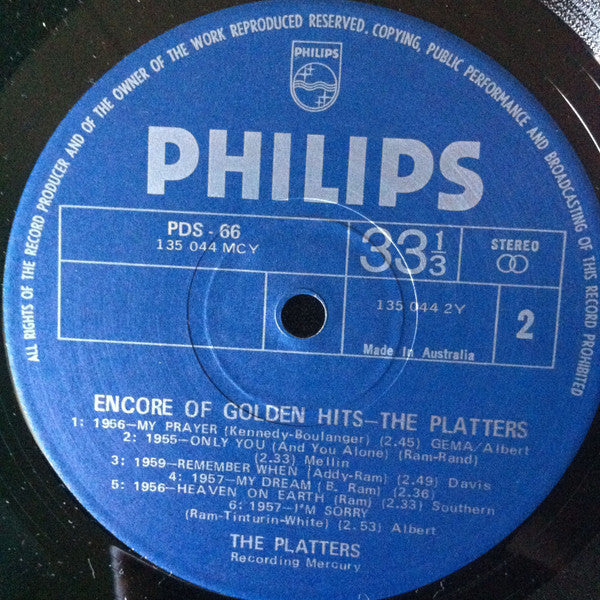 ALL RIGHTS OF THE RECORD PRODUCER AND OF THE OWNER OF THE WORK REPRODUCED RESERVED. COPYING, PUBLIC PERFORMANCE AND BROADCASTING OF THIS RECORD PROHIBITED
PHILIPS
PHILIPS
PDS - 66
135 044 MCY
33 1/3
STEREO
135 044 2Y
2
Made in Australia
ENCORE OF GOLDEN HITS—THE PLATTERS
1: 1956—MY PRAYER (Kennedy-Boulanger) (2.45) GEMA/Albert
2: 1955—ONLY YOU (And You Alone) (Ram-Rand)
(2.33) Mellin
3: 1959—REMEMBER WHEN (Addy-Ram) (2.49) Davis
4: 1957—MY DREAM (B. Ram) (2.36)
5: 1956—HEAVEN ON EARTH (Ram) (2.33) Southern
6: 1957—I'M SORRY
(Ram-Tinturin-White) (2.53) Albert
THE PLATTERS
Recording Mercury